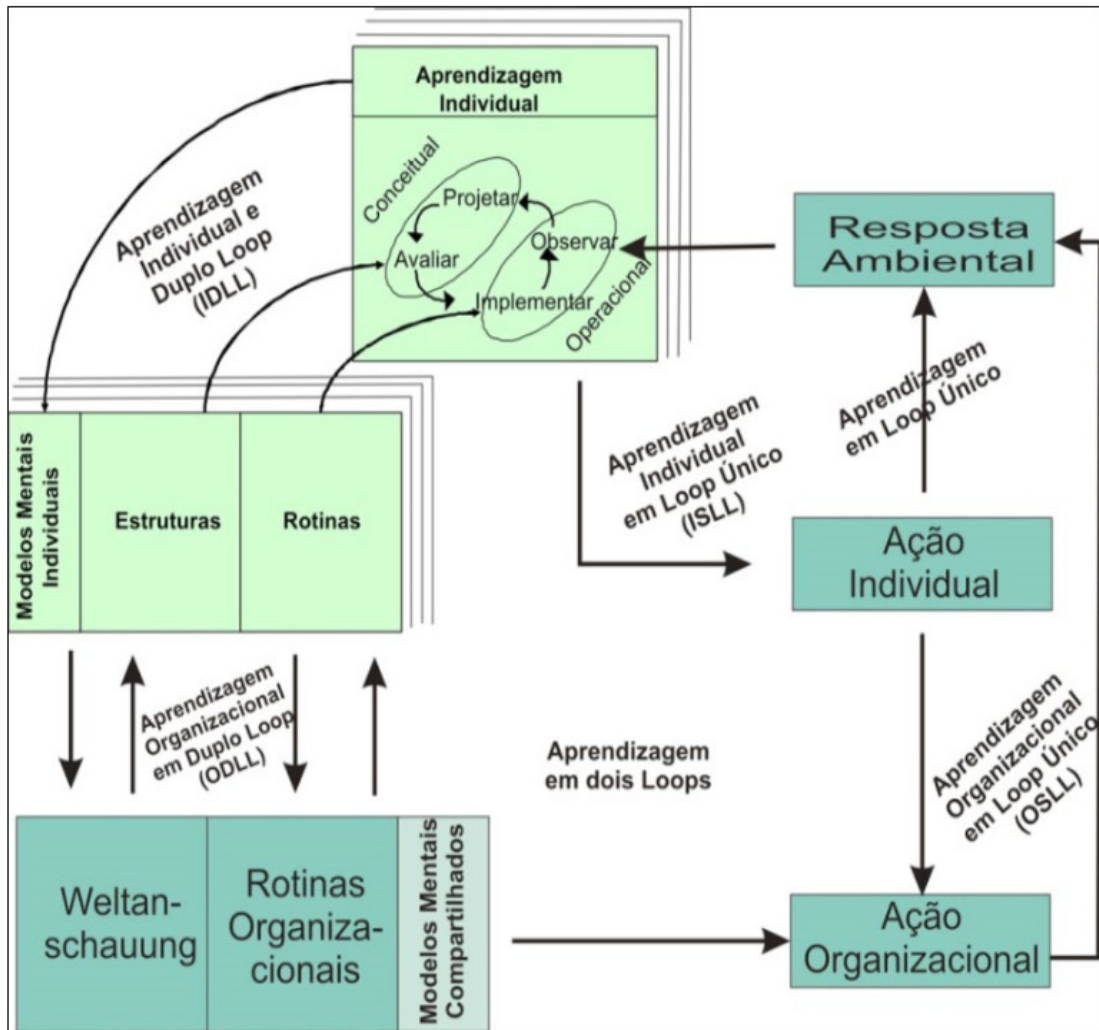 Aprendizagem
Individual
Conceitual
Projetar
Avaliar
Observar
Implementar
Operacional
Aprendizagem
Individual e
Duplo Loop
(IDLL)
Resposta
Ambiental
Aprendizagem
em Loop Único
Aprendizagem
Individual
em Loop Único
(ISLL)
Modelos Mentais
Individuais
Estruturas
Rotinas
Ação
Individual
Aprendizagem
Organizacional
em Duplo Loop
(ODLL)
Aprendizagem
em dois Loops
Aprendizagem
Organizacional
em Loop Único
(OSLL)
Weltan-
schauung
Rotinas
Organiza-
cionais
Modelos Mentais
Compartilhados
Ação
Organizacional